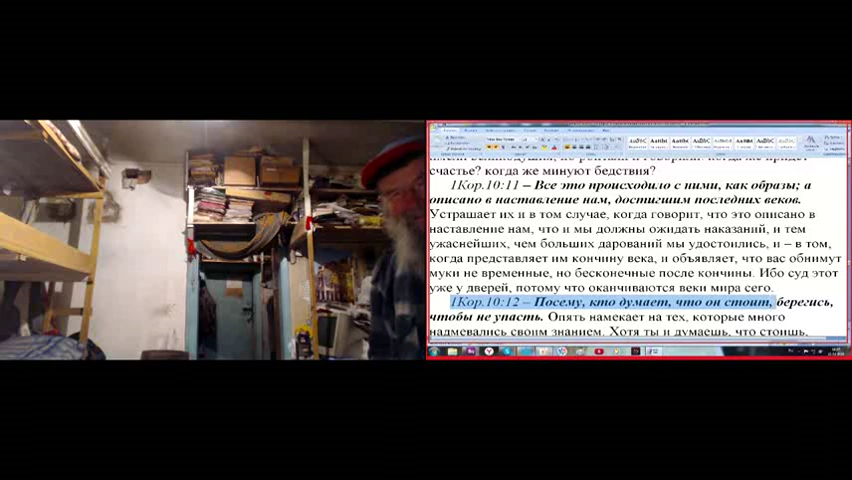 счастье? когда же минуют бедствия?
1Кор.10:11 – Все это происходило с ними, как образы; а
описано в наставление нам, достигшим последних веков.
Устрашает их и в том случае, когда говорит, что это описано в
наставление нам, что и мы должны ожидать наказаний, и тем
ужаснейших, чем больших дарований мы удостоились, и – в том,
когда представляет им кончину века, и объявляет, что вас обнимут
муки не временные, но бесконечные после кончины. Ибо суд этот
уже у дверей, потому что оканчиваются веки мира сего.
1Кор.10:12 – Посему, кто думает, что он стоит, берегись,
чтобы не упасть. Опять намекает на тех, которые много
надмевались своим знанием. Хотя ты и думаешь, что стоишь,